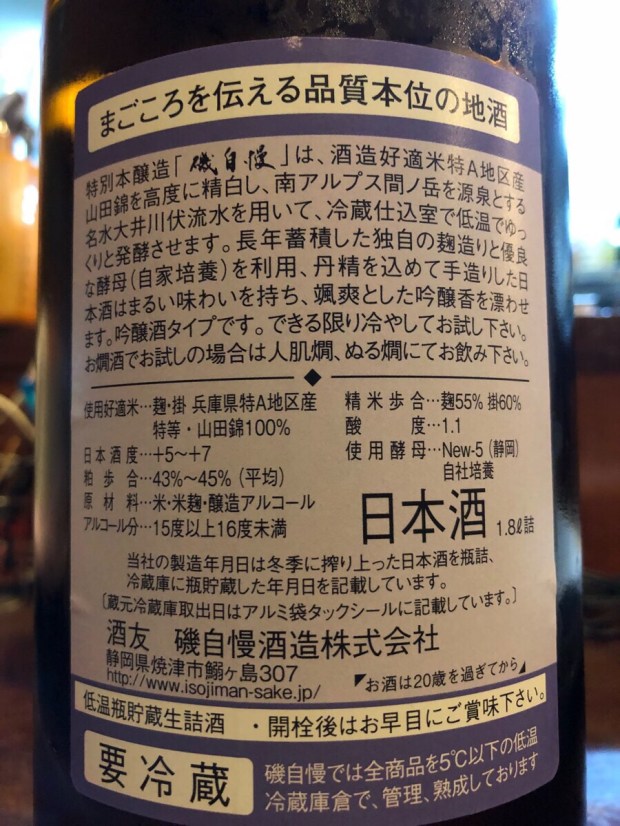 まごころを伝える品質本位の地酒
特別本醸造「磯自慢」は、酒造好適米特A地区産
山田錦を高度に精白し、南アルプス間ノ岳を源泉とする
名水大井川伏流水を用いて、冷蔵仕込室で低温でゆっ
くりと発酵させます。長年蓄積した独自の麹造りと優良
な酵母(自家培養)を利用、丹精を込めて手造りした日
本酒はまるい味わいを持ち、颯爽とした吟醸香を漂わせ
ます。吟醸酒タイプです。できる限り冷やしてお試し下さい。
お燗酒でお試しの場合は人肌燗、ぬる燗にてお飲み下さい。
使用好適米…麹・掛 兵庫県特A地区産
特等・山田錦100%
日本酒度…+5～+7
粕歩合…43%～45%(平均)
原材料…米・米麹・醸造アルコール
アルコール分…15度以上16度未満
精米歩合…麹55% 掛60%
酸度…1.1
使用酵母…New-5(静岡)
自社培養
日本酒 1.8ℓ詰
当社の製造年月日は冬季に搾り上った日本酒を瓶詰、
冷蔵庫に瓶貯蔵した年月日を記載しています。
〔蔵元冷蔵庫取出日はアルミ袋タックシールに記載しています。〕
酒友 磯自慢酒造株式会社
静岡県焼津市鰯ヶ島307
http://www.isojiman-sake.jp/
お酒は20歳を過ぎてから
低温瓶貯蔵生詰酒 ・開栓後はお早目にご賞味下さい。
要冷蔵
磯自慢では全商品を5℃以下の低温
冷蔵庫倉で、管理、熟成しております